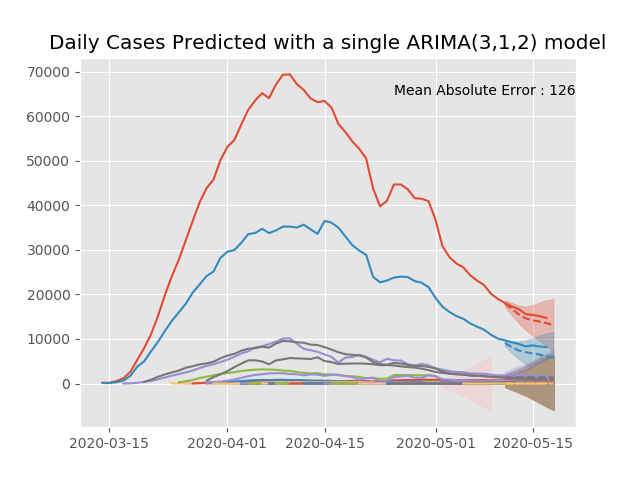 Daily Cases Predicted with a single ARIMA(3,1,2) model
70000
Mean Absolute Error : 126
60000
50000
40000
30000
20000
10000
0
2020-03-15 2020-04-01 2020-04-15 2020-05-01 2020-05-15